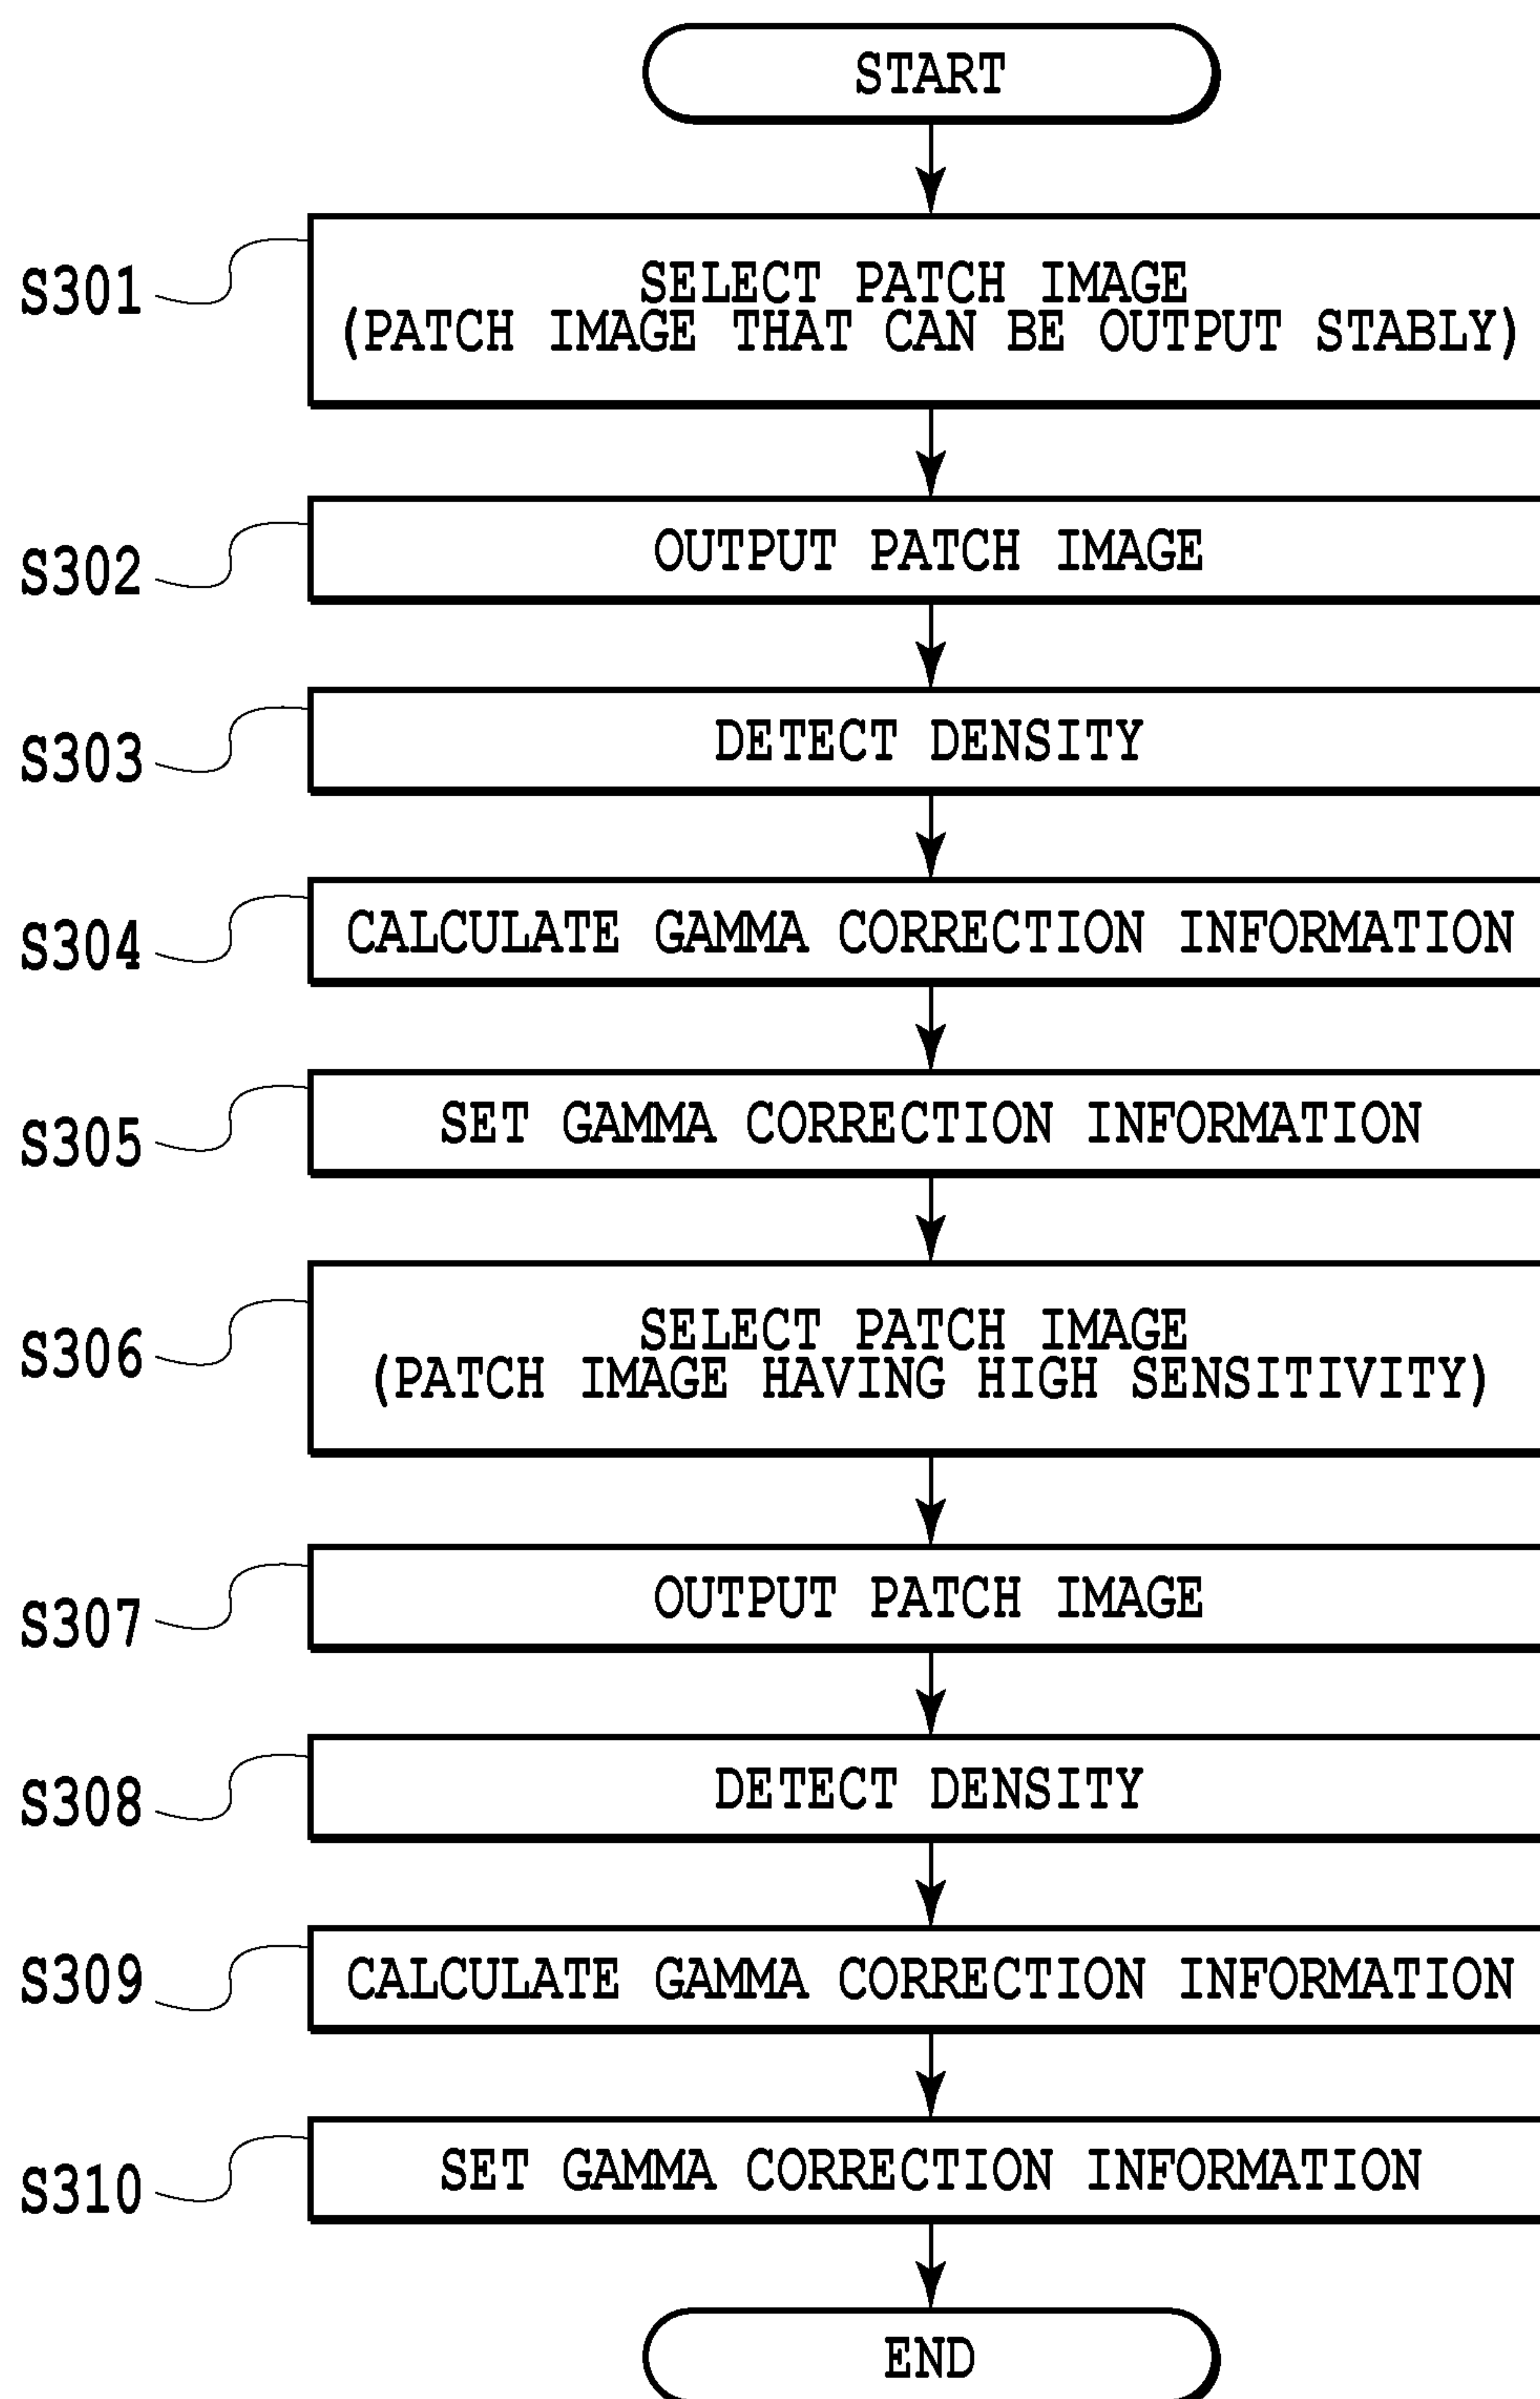 START
S301
SELECT PATCH IMAGE
(PATCH IMAGE THAT CAN BE OUTPUT STABLY)
S302
OUTPUT PATCH IMAGE
S303
DETECT DENSITY
S304
CALCULATE GAMMA CORRECTION INFORMATION
S305
SET GAMMA CORRECTION INFORMATION
S306
SELECT PATCH IMAGE
(PATCH IMAGE HAVING HIGH SENSITIVITY)
S307
OUTPUT PATCH IMAGE
S308
DETECT DENSITY
S309
CALCULATE GAMMA CORRECTION INFORMATION
S310
SET GAMMA CORRECTION INFORMATION
END